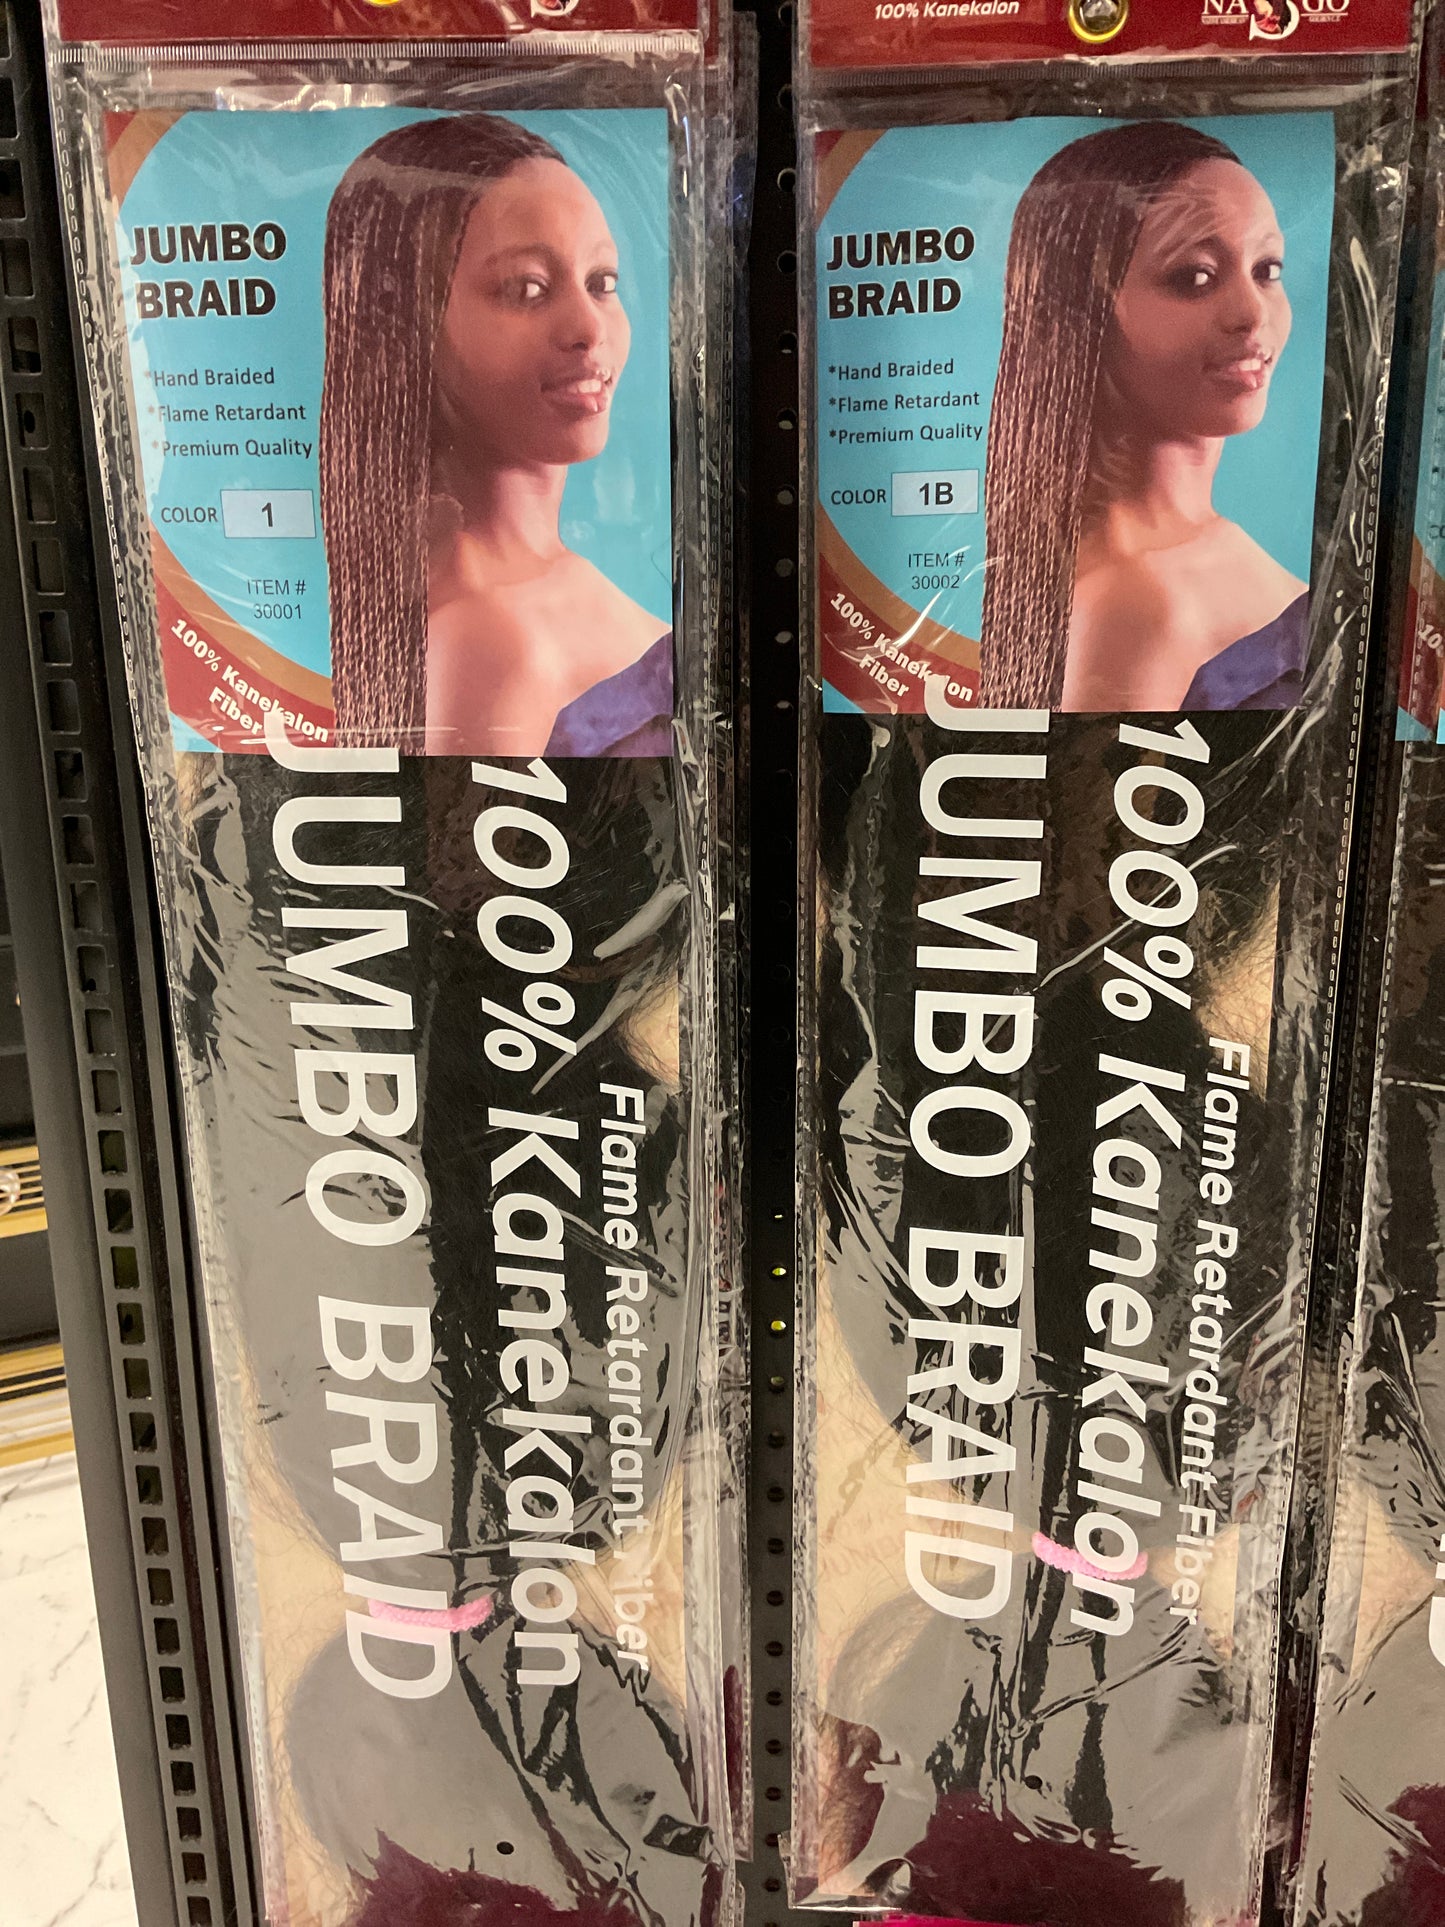 JUMBO
BRAID
*Hand Braided
*Flame Retardant
*Premium Quality
COLOR 1
ITEM #
30001
100% Kanekalon
Fiber
JUMBO BRAID
100% Kanekalon
Flame Retardant
100% Kanekalon
NA GO
JUMBO
BRAID
*Hand Braided
*Flame Retardant
*Premium Quality
COLOR 1B
ITEM #
30002
100% Kanekalon
Fiber
JUMBO BRAID
100% Kanekalon
Flame Retardant Fiber